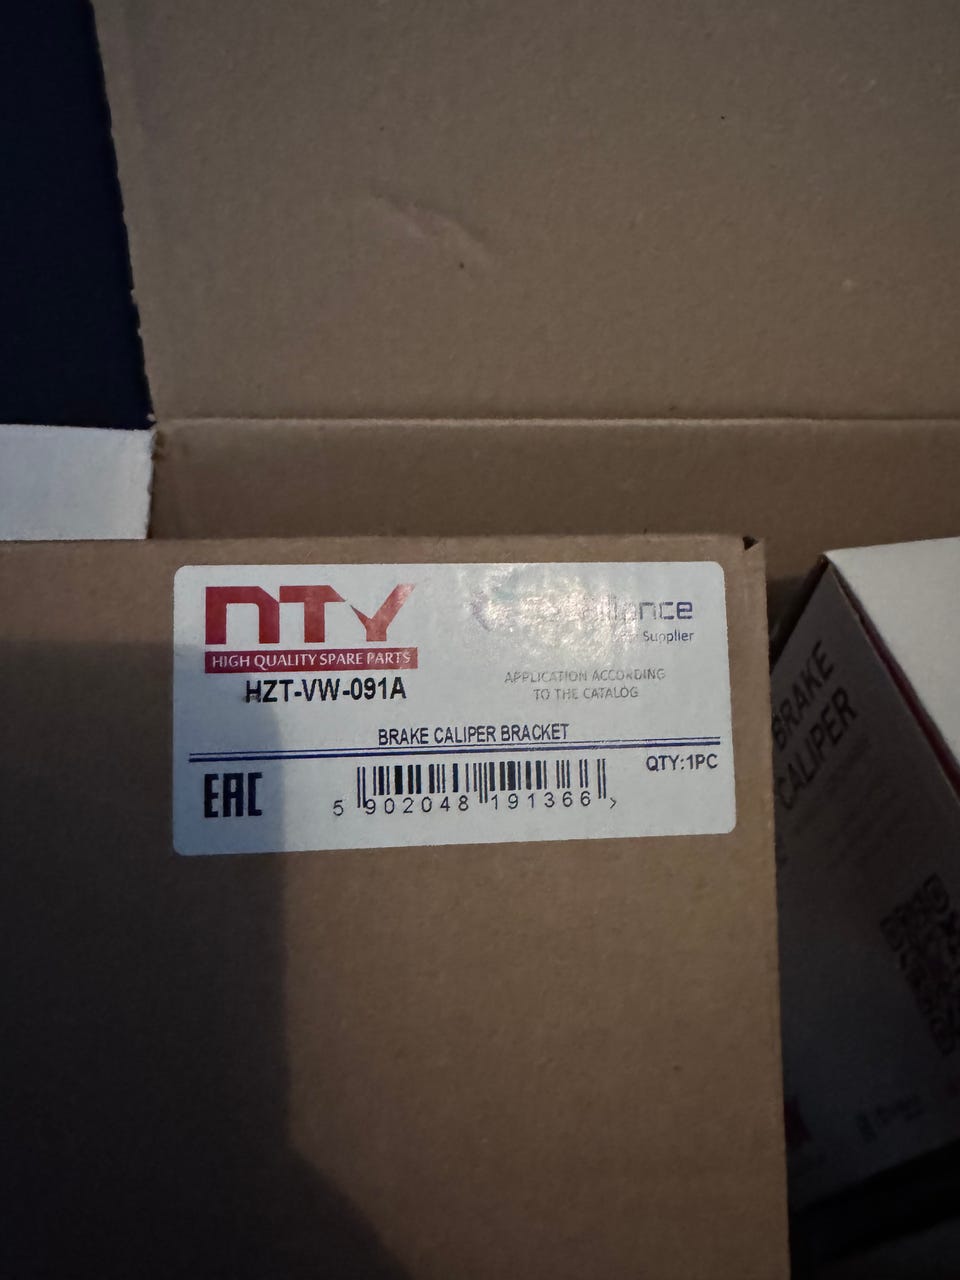 NTY
HIGH QUALITY SPARE PARTS
HZT-VW-091A
Supplier
APPLICATION ACCORDING
TO THE CATALOG
BRAKE CALIPER BRACKET
QTY:1PC
EAC
5 902048 191366 >
BRAKE
CALIPER